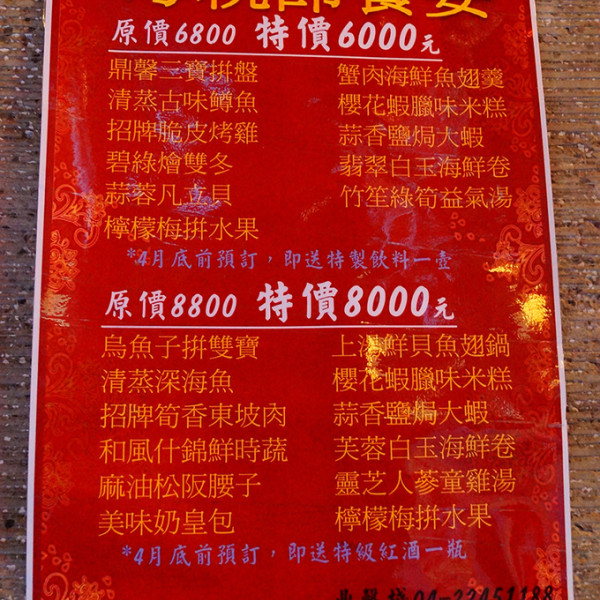 母親節餐宴
原價6800 特價6000元
鼎馨三寶拼盤
清蒸古味鱘魚
招牌脆皮烤雞
碧綠燴雙冬
蒜蓉凡立貝
檸檬梅拼水果
蟹肉海鮮魚翅羹
櫻花蝦臘味米糕
蒜香鹽焗大蝦
翡翠白玉海鮮卷
竹笙綠筍益氣湯
*4月底前預訂，即送特製飲料一壺
原價8800 特價8000元
烏魚子拼雙寶
清蒸深海魚
招牌筍香東坡肉
和風什錦鮮時蔬
麻油松阪腰子
美味奶皇包
上湯鮮貝魚翅鍋
櫻花蝦臘味米糕
蒜香鹽焗大蝦
芙蓉白玉海鮮卷
靈芝人蔘童雞湯
檸檬梅拼水果
*4月底前預訂，即送特級紅酒一瓶
04-22451188